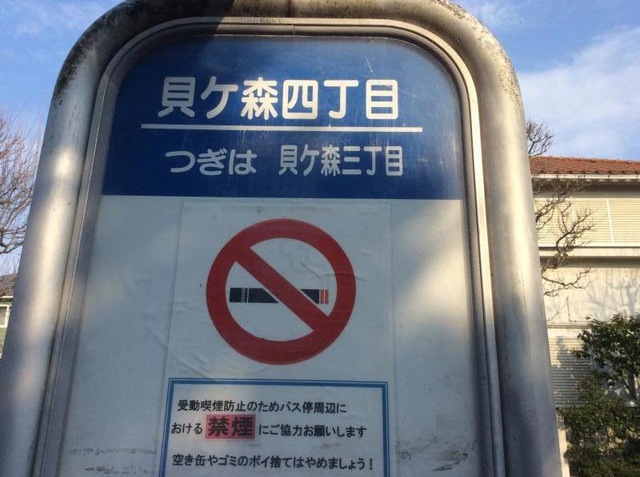 貝ケ森四丁目
つぎは 貝ケ森三丁目
受動喫煙防止のためバス停周辺に
おける禁煙にご協力お願いします
空き缶やゴミのポイ捨てはやめましょう！